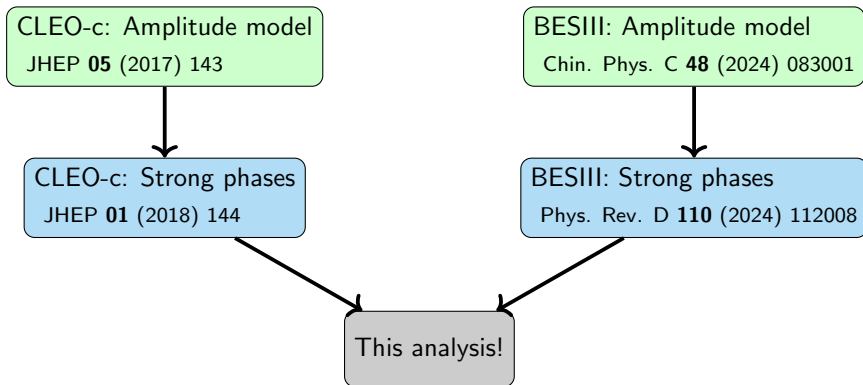 CLEO-c: Amplitude model
JHEP 05 (2017) 143
BESIII: Amplitude model
Chin. Phys. C 48 (2024) 083001
CLEO-c: Strong phases
JHEP 01 (2018) 144
BESIII: Strong phases
Phys. Rev. D 110 (2024) 112008
This analysis!